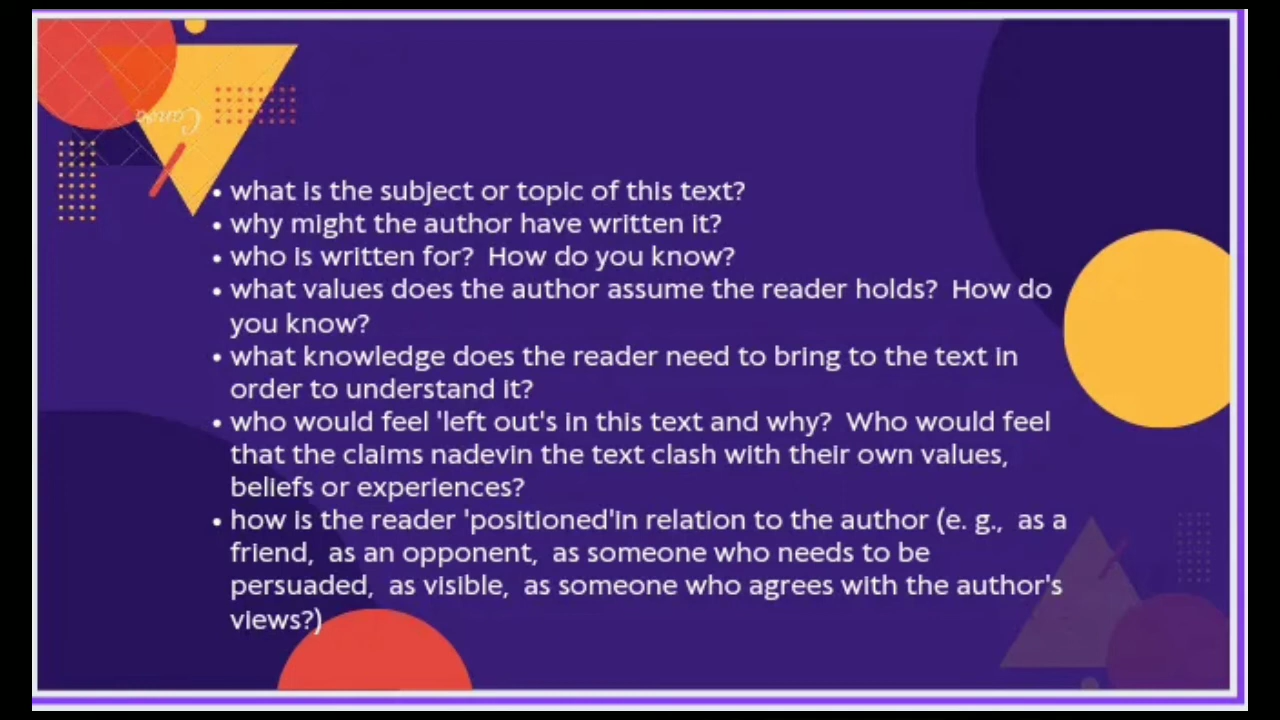 Canva
• what is the subject or topic of this text?
• why might the author have written it?
• who is written for? How do you know?
• what values does the author assume the reader holds? How do
you know?
• what knowledge does the reader need to bring to the text in
order to understand it?
• who would feel 'left out's in this text and why? Who would feel
that the claims nadevin the text clash with their own values,
beliefs or experiences?
• how is the reader 'positioned'in relation to the author (e. g., as a
friend, as an opponent, as someone who needs to be
persuaded, as visible, as someone who agrees with the author's
views?)